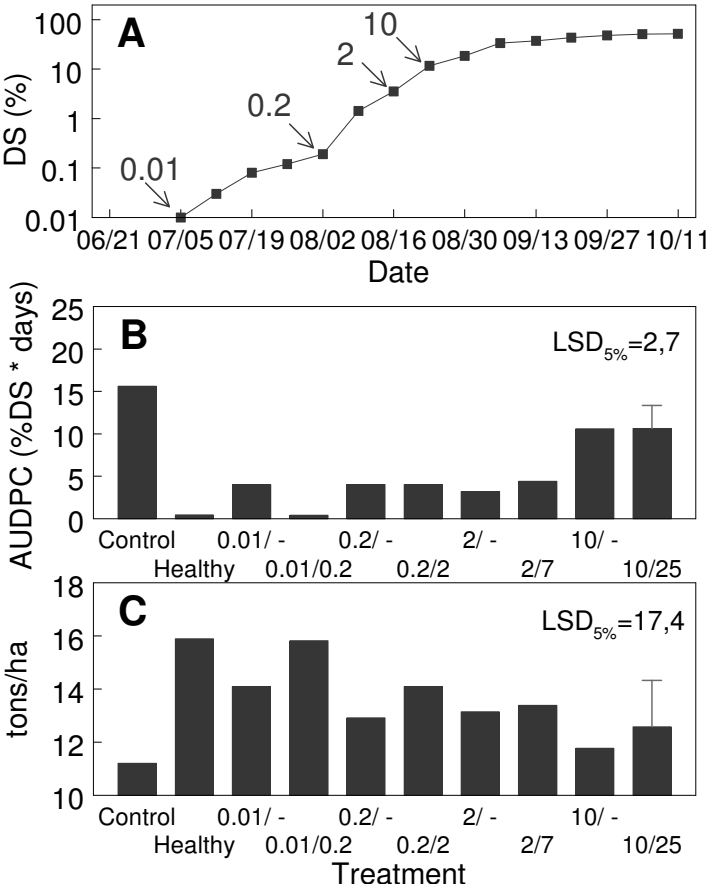 A
100
10
1
0.1
0.01
DS (%)
0.01
0.2
2
10
06/21 07/05 07/19 08/02 08/16 08/30 09/13 09/27 10/11
Date
B
LSD5%=2,7
25
20
15
10
5
0
AUDPC (%DS * days)
Control 0.01/ - 0.2/ - 2/ - 10/ -
Healthy 0.01/0.2 0.2/2 2/7 10/25
C
LSD5%=17,4
18
16
14
12
10
tons/ha
Control 0.01/ - 0.2/ - 2/ - 10/ -
Healthy 0.01/0.2 0.2/2 2/7 10/25
Treatment